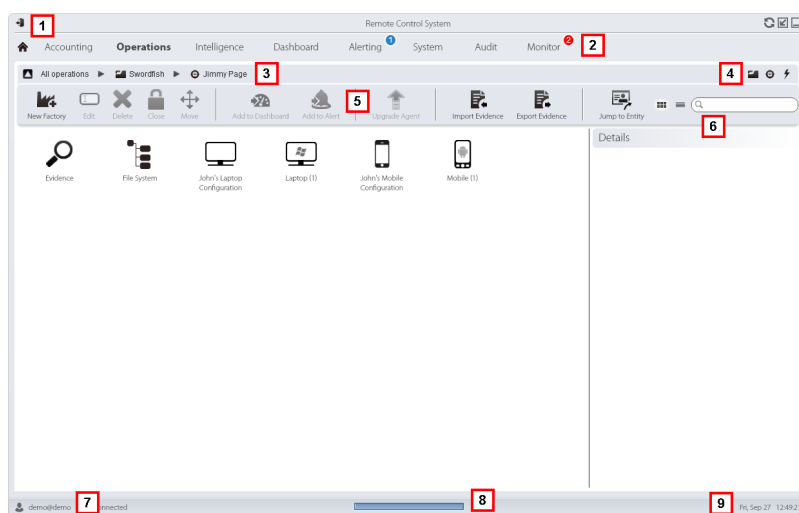 1 Remote Control System
Accounting Operations Intelligence Dashboard Alerting 1 System Audit Monitor 2 2
All operations Swordfish Jimmy Page 3 4
5
New Factory Edit Delete Close Move Add to Dashboard Add to Alert Upgrade Agent Import Evidence Export Evidence Jump to Entity
6
Details
Evidence File System John's Laptop Laptop (1) John's Mobile Mobile (1)
Configuration Configuration
demo@demo 7 nnected 8 9 Fri, Sep 27 12:49:2